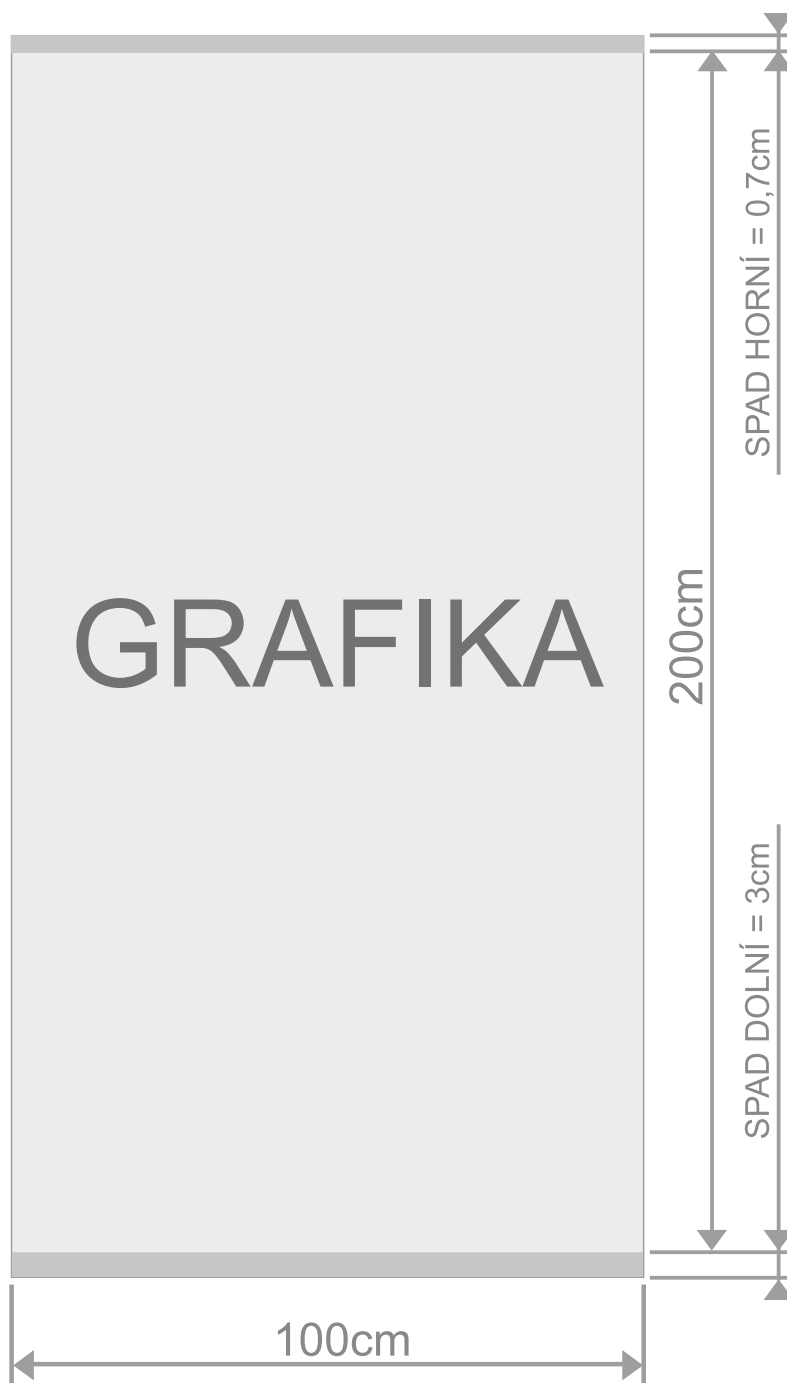 SPAD HORNÍ = 0,7cm
GRAFIKA
200cm
SPAD DOLNÍ = 3cm
100cm